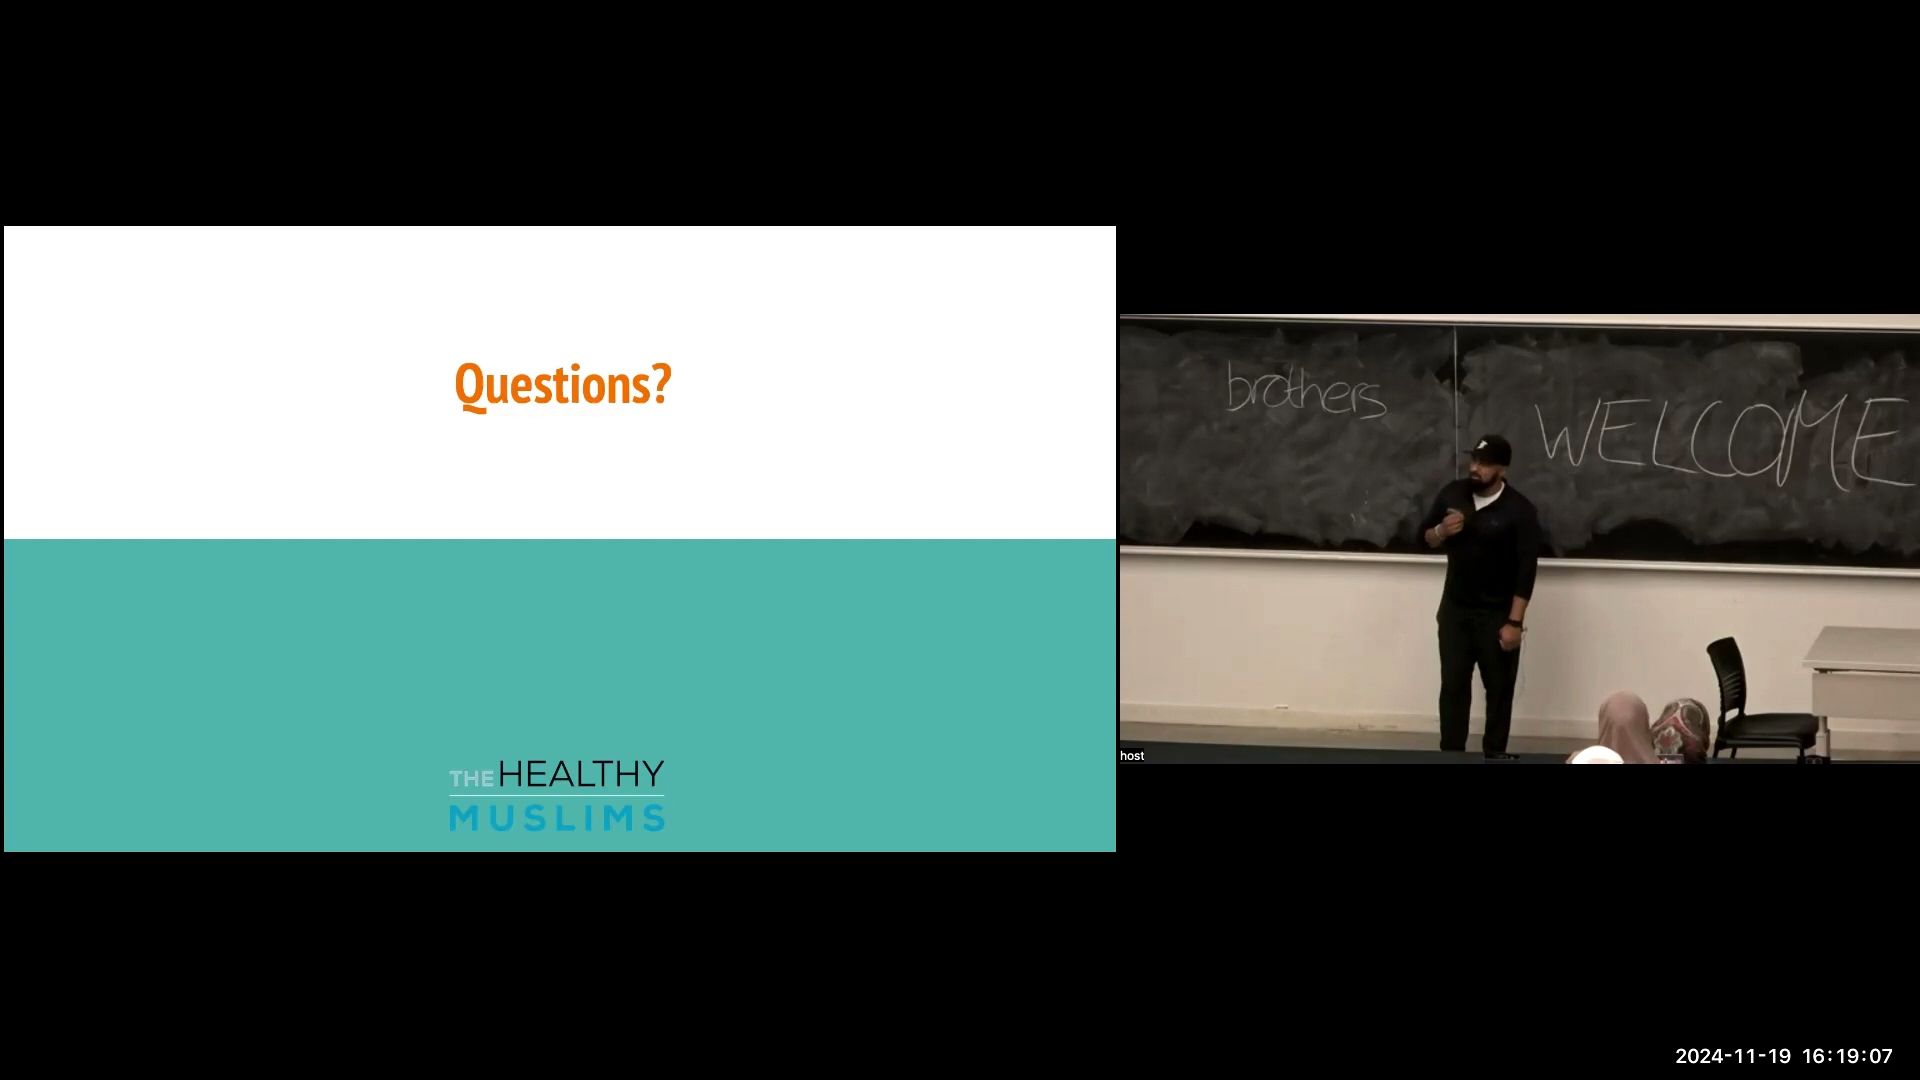 Questions?
THE HEALTHY
MUSLIMS
brothers
WELCOME
host
2024-11-19 16:19:07